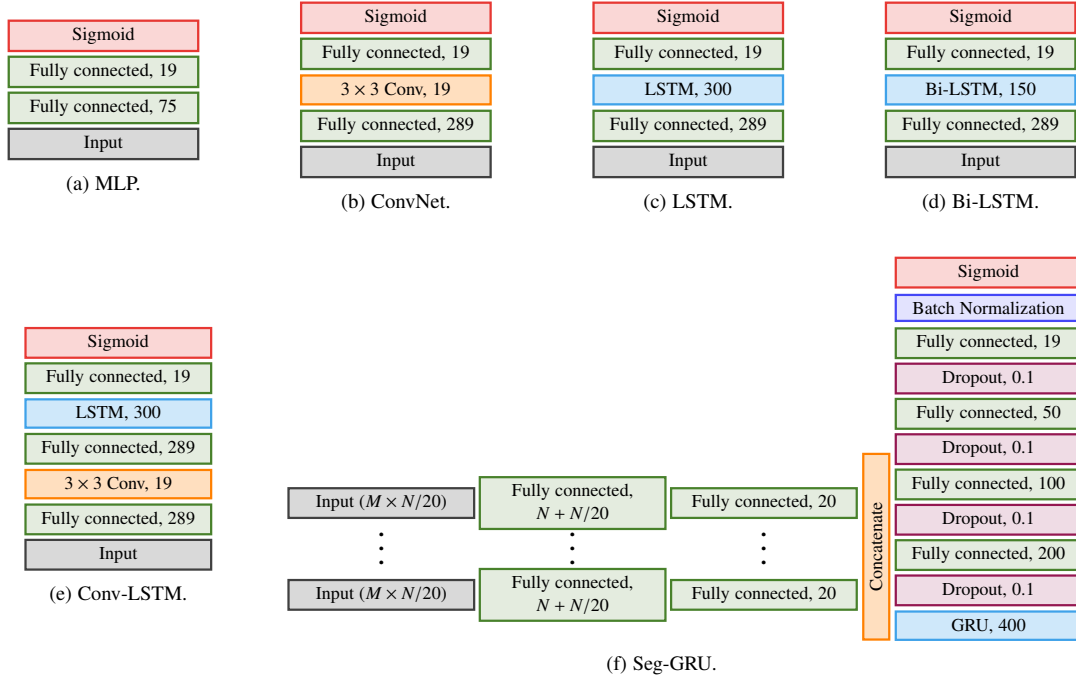 Sigmoid
Fully connected, 19
Fully connected, 75
Input
(a) MLP.
Sigmoid
Fully connected, 19
3 × 3 Conv, 19
Fully connected, 289
Input
(b) ConvNet.
Sigmoid
Fully connected, 19
LSTM, 300
Fully connected, 289
Input
(c) LSTM.
Sigmoid
Fully connected, 19
Bi-LSTM, 150
Fully connected, 289
Input
(d) Bi-LSTM.
Sigmoid
Fully connected, 19
LSTM, 300
Fully connected, 289
3 × 3 Conv, 19
Fully connected, 289
Input
(e) Conv-LSTM.
Input (M × N/20)
Fully connected,
N + N/20
Fully connected, 20
Input (M × N/20)
Fully connected,
N + N/20
Fully connected, 20
Concatenate
Sigmoid
Batch Normalization
Fully connected, 19
Dropout, 0.1
Fully connected, 50
Dropout, 0.1
Fully connected, 100
Dropout, 0.1
Fully connected, 200
Dropout, 0.1
GRU, 400
(f) Seg-GRU.